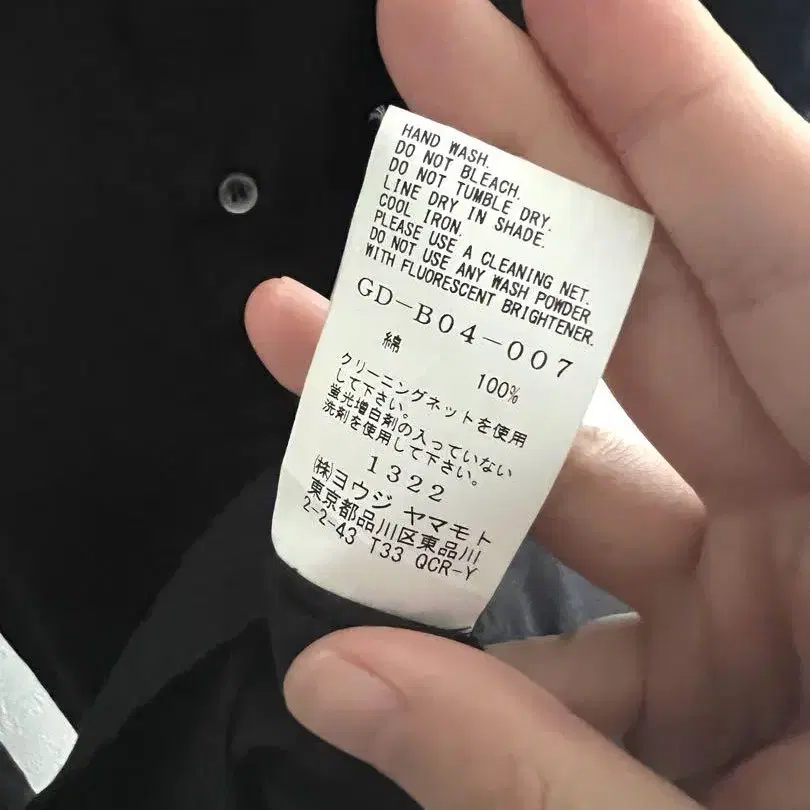 HAND WASH.
DO NOT BLEACH.
DO NOT TUMBLE DRY.
LINE DRY IN SHADE.
COOL IRON.
PLEASE USE A CLEANING NET.
DO NOT USE ANY WASH POWDER
WITH FLUORESCENT BRIGHTENER.
GD-B04-007
綿 100%
クリーニングネットを使用
して下さい。
蛍光増白剤の入っていない
洗剤を使用して下さい。
1322
㈱ヨウジ ヤマモト
東京都品川区東品川
2-2-43 T33 QCR-Y